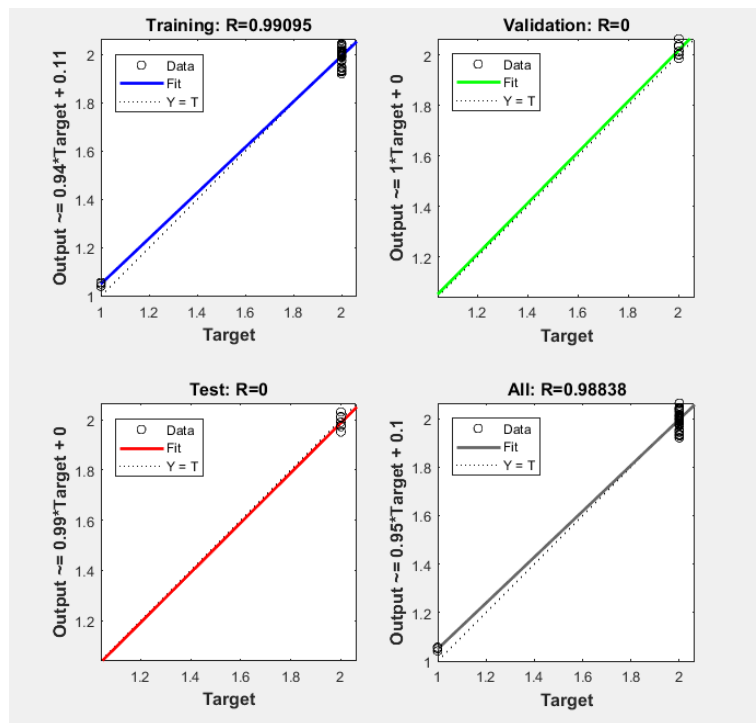 Training: R=0.99095
Output ~= 0.94*Target + 0.11
2
1.8
1.6
1.4
1.2
1
Data
Fit
Y = T
1 1.2 1.4 1.6 1.8 2
Target
Validation: R=0
Output ~= 1*Target + 0
2
1.8
1.6
1.4
1.2
Data
Fit
Y = T
1.2 1.4 1.6 1.8 2
Target
Test: R=0
Output ~= 0.99*Target + 0
2
1.8
1.6
1.4
1.2
Data
Fit
Y = T
1.2 1.4 1.6 1.8 2
Target
All: R=0.98838
Output ~= 0.95*Target + 0.1
2
1.8
1.6
1.4
1.2
1
Data
Fit
Y = T
1 1.2 1.4 1.6 1.8 2
Target